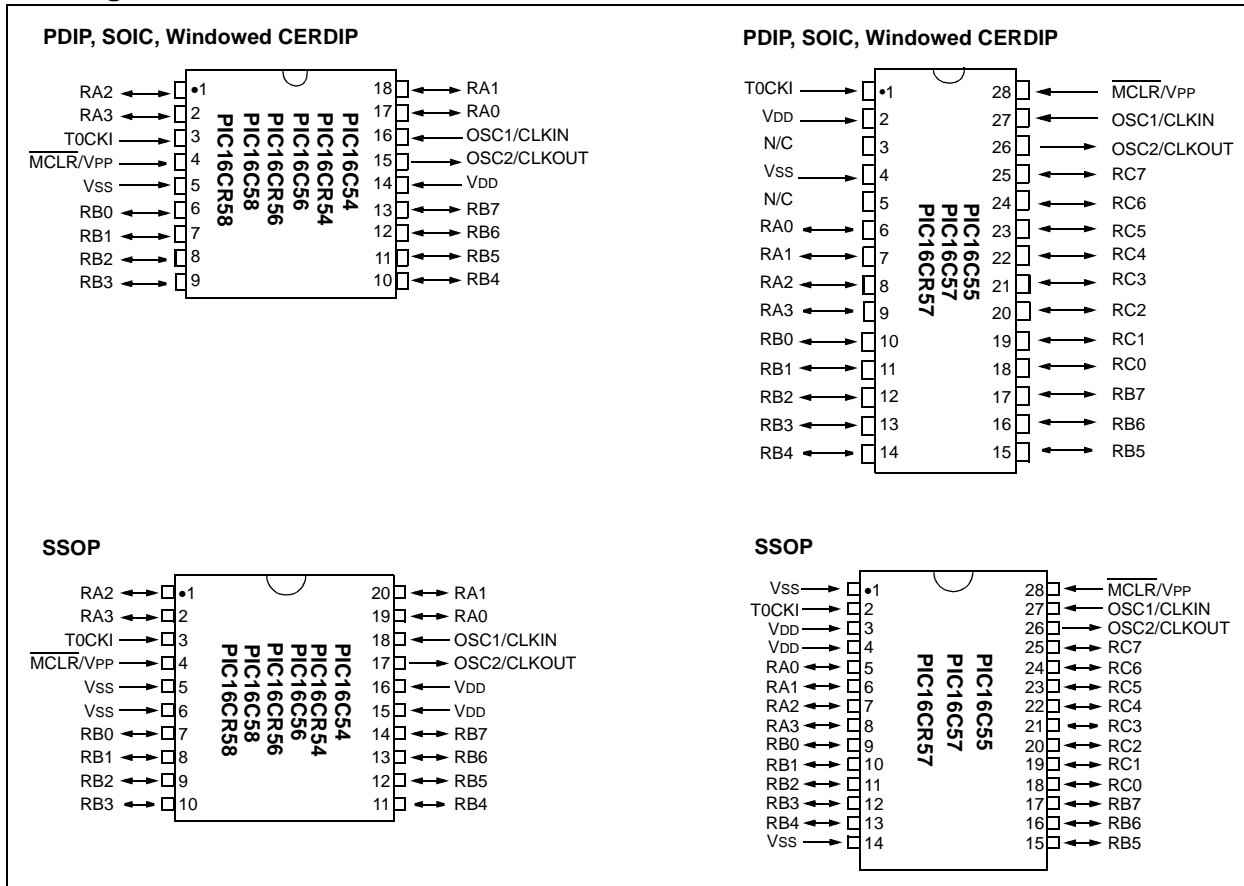 PDIP, SOIC, Windowed CERDIP
RA2 •1 18 RA1
RA3 2 17 RA0
T0CKI 3 16 OSC1/CLKIN
MCLR/VPP 4 15 OSC2/CLKOUT
VSS 5 14 VDD
RB0 6 13 RB7
RB1 7 12 RB6
RB2 8 11 RB5
RB3 9 10 RB4
PIC16C54
PIC16CR54
PIC16C56
PIC16CR56
PIC16C58
PIC16CR58
PDIP, SOIC, Windowed CERDIP
T0CKI •1 28 MCLR/VPP
VDD 2 27 OSC1/CLKIN
N/C 3 26 OSC2/CLKOUT
VSS 4 25 RC7
N/C 5 24 RC6
RA0 6 23 RC5
RA1 7 22 RC4
RA2 8 21 RC3
RA3 9 20 RC2
RB0 10 19 RC1
RB1 11 18 RC0
RB2 12 17 RB7
RB3 13 16 RB6
RB4 14 15 RB5
PIC16C55
PIC16C57
PIC16CR57
SSOP
RA2 •1 20 RA1
RA3 2 19 RA0
T0CKI 3 18 OSC1/CLKIN
MCLR/VPP 4 17 OSC2/CLKOUT
VSS 5 16 VDD
VSS 6 15 VDD
RB0 7 14 RB7
RB1 8 13 RB6
RB2 9 12 RB5
RB3 10 11 RB4
PIC16C54
PIC16CR54
PIC16C56
PIC16CR56
PIC16C58
PIC16CR58
SSOP
VSS •1 28 MCLR/VPP
T0CKI 2 27 OSC1/CLKIN
VDD 3 26 OSC2/CLKOUT
VDD 4 25 RC7
RA0 5 24 RC6
RA1 6 23 RC5
RA2 7 22 RC4
RA3 8 21 RC3
RB0 9 20 RC2
RB1 10 19 RC1
RB2 11 18 RC0
RB3 12 17 RB7
RB4 13 16 RB6
VSS 14 15 RB5
PIC16C55
PIC16C57
PIC16CR57